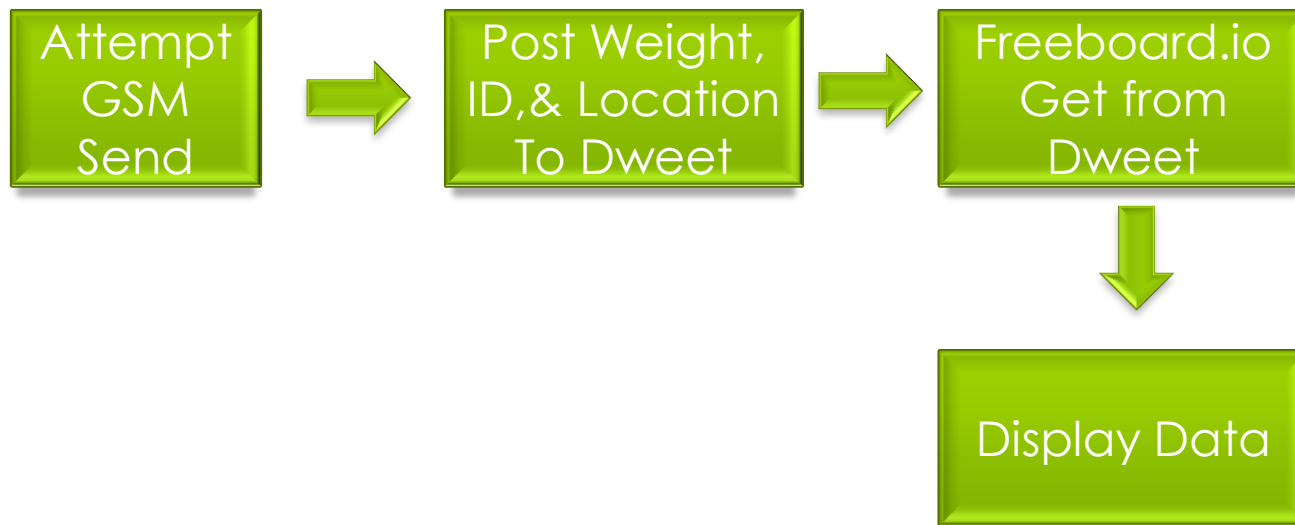 Attempt
GSM
Send
Post Weight,
ID,& Location
To Dweet
Freeboard.io
Get from
Dweet
Display Data